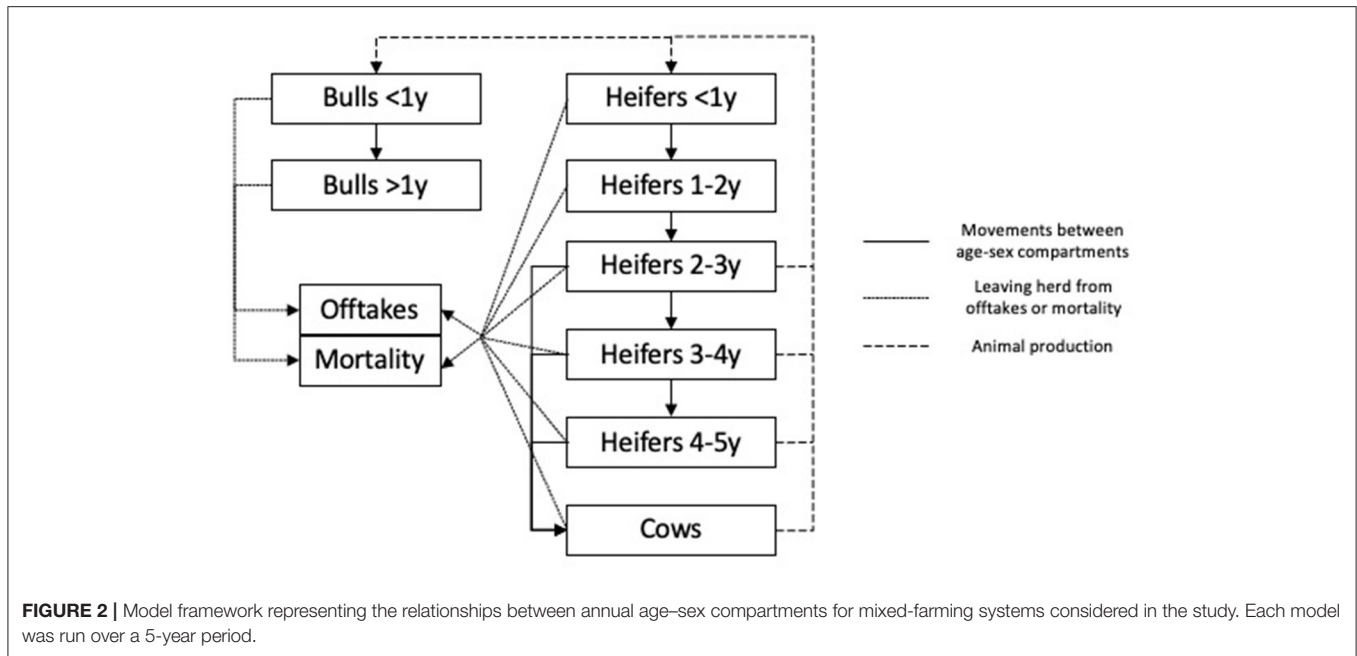 Bulls <1y
Bulls >1y
Offtakes
Mortality
Heifers <1y
Heifers 1-2y
Heifers 2-3y
Heifers 3-4y
Heifers 4-5y
Cows
Movements between
age-sex compartments
Leaving herd from
offtakes or mortality
Animal production
FIGURE 2 | Model framework representing the relationships between annual age–sex compartments for mixed-farming systems considered in the study. Each model
was run over a 5-year period.